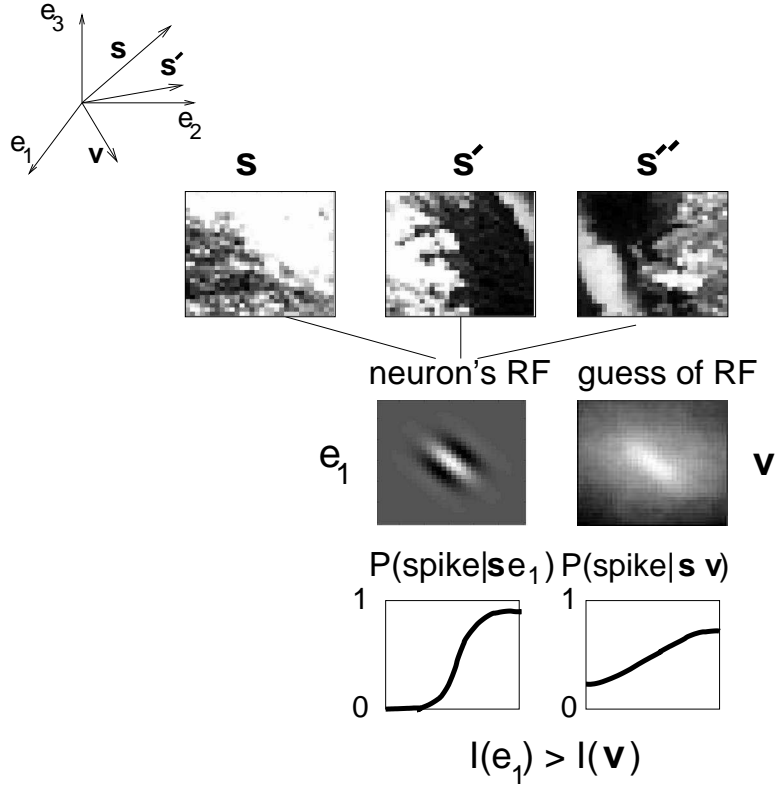 e3
s
s′
e2
e1
v
s s′ s′′
neuron's RF guess of RF
e1 v
P(spike|s e1) P(spike| s v)
1 1
0 0
I(e1) > I(v)